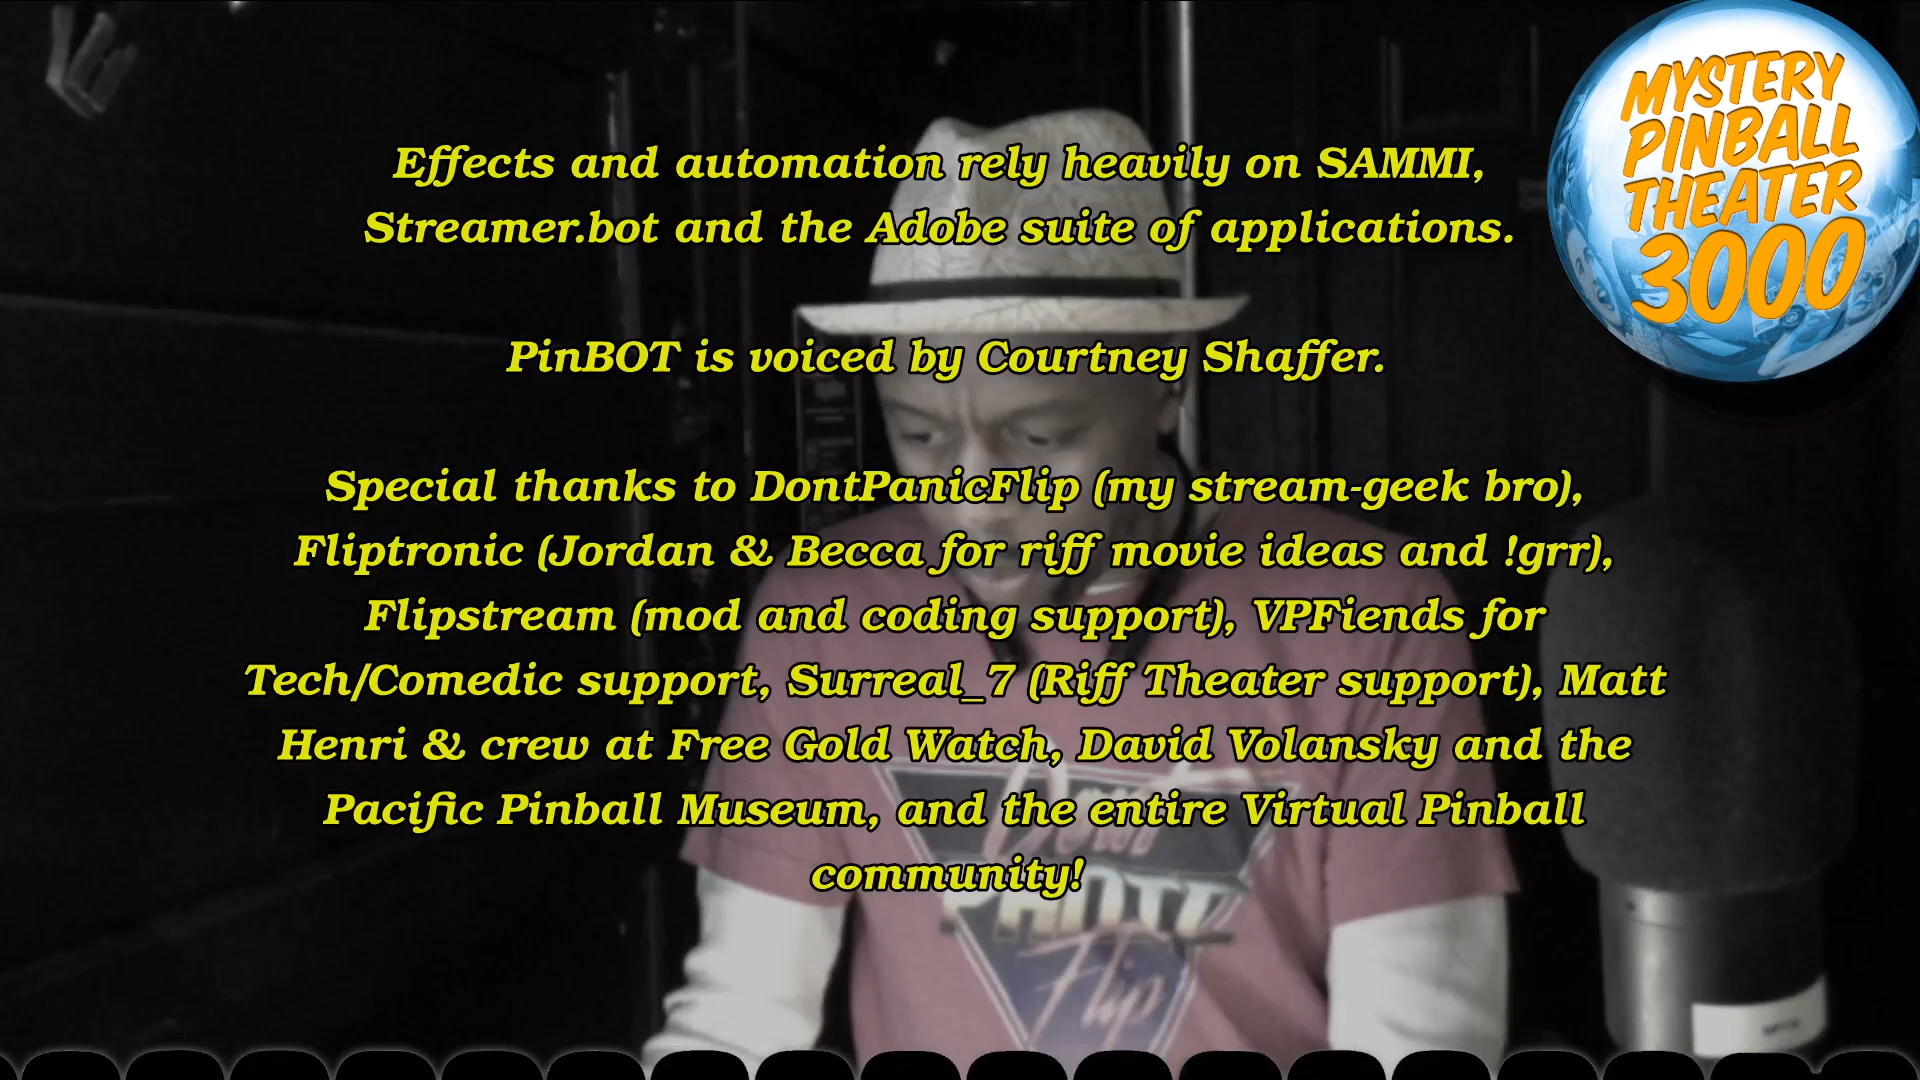 MYSTERY
PINBALL
THEATER
3000
Effects and automation rely heavily on SAMMI,
Streamer.bot and the Adobe suite of applications.
PinBOT is voiced by Courtney Shaffer.
Special thanks to DontPanicFlip (my stream-geek bro),
Fliptronic (Jordan & Becca for riff movie ideas and !grr),
Flipstream (mod and coding support), VPFiends for
Tech/Comedic support, Surreal_7 (Riff Theater support), Matt
Henri & crew at Free Gold Watch, David Volansky and the
Pacific Pinball Museum, and the entire Virtual Pinball
community!
Dont
PANIC
Flip